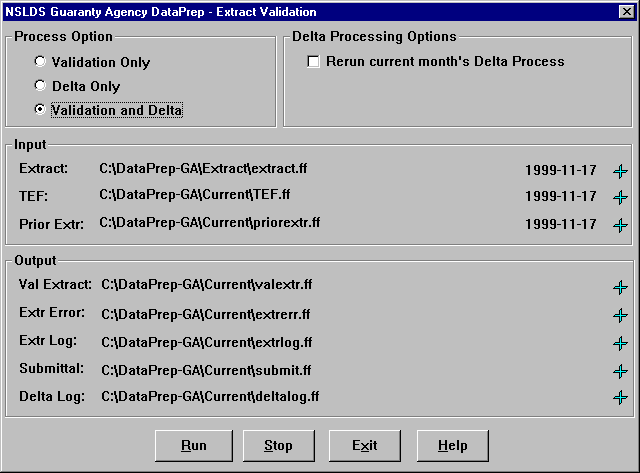 NSLDS Guaranty Agency DataPrep - Extract Validation
Process Option
Validation Only
Delta Only
Validation and Delta
Delta Processing Options
Rerun current month's Delta Process
Input
Extract: C:\DataPrep-GA\Extract\extract.ff 1999-11-17
TEF: C:\DataPrep-GA\Current\TEF.ff 1999-11-17
Prior Extr: C:\DataPrep-GA\Current\priorextr.ff 1999-11-17
Output
Val Extract: C:\DataPrep-GA\Current\valextr.ff
Extr Error: C:\DataPrep-GA\Current\extrerr.ff
Extr Log: C:\DataPrep-GA\Current\extrlog.ff
Submittal: C:\DataPrep-GA\Current\submit.ff
Delta Log: C:\DataPrep-GA\Current\deltalog.ff
Run Stop Exit Help